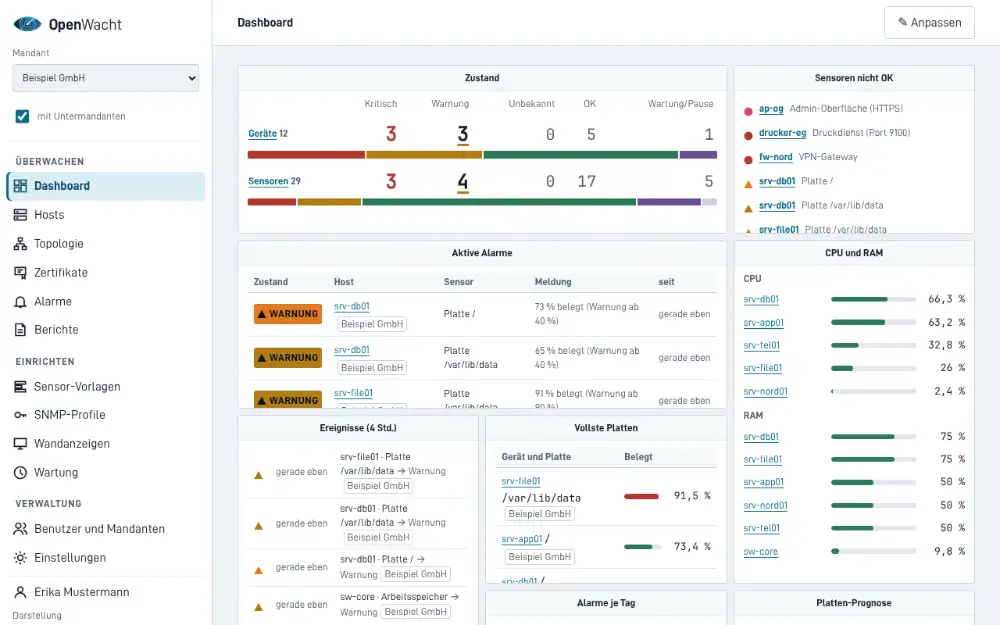 OpenWacht
Mandant
Beispiel GmbH
mit Untermandanten
ÜBERWACHEN
Dashboard
Hosts
Topologie
Zertifikate
Alarme
Berichte
EINRICHTEN
Sensor-Vorlagen
SNMP-Profile
Wandanzeigen
Wartung
VERWALTUNG
Benutzer und Mandanten
Einstellungen
Erika Mustermann
Darstellung
Dashboard
✎ Anpassen
Zustand
Kritisch Warnung Unbekannt OK Wartung/Pause
Geräte 12 3 3 0 5 1
Sensoren 29 3 4 0 17 5
Sensoren nicht OK
ap-og Admin-Oberfläche (HTTPS)
drucker-eg Druckdienst (Port 9100)
fw-nord VPN-Gateway
srv-db01 Platte /
srv-db01 Platte /var/lib/data
srv-file01 Platte /var/lib/data
Aktive Alarme
Zustand Host Sensor Meldung seit
WARNUNG srv-db01 Beispiel GmbH Platte / 73 % belegt (Warnung ab
40 %) gerade eben
WARNUNG srv-db01 Beispiel GmbH Platte
/var/lib/data 65 % belegt (Warnung ab
40 %) gerade eben
WARNUNG srv-file01 Beispiel GmbH Platte
/var/lib/data 91 % belegt (Warnung ab
80 %) gerade eben
CPU und RAM
CPU
srv-db01 66,3 %
srv-app01 63,2 %
srv-tel01 32,8 %
srv-file01 26 %
srv-nord01 2,4 %
RAM
srv-db01 75 %
srv-file01 75 %
srv-app01 50 %
srv-nord01 50 %
srv-tel01 50 %
sw-core 9,8 %
Ereignisse (4 Std.)
gerade eben srv-file01 · Platte
/var/lib/data → Warnung
Beispiel GmbH
gerade eben srv-db01 · Platte
/var/lib/data → Warnung
Beispiel GmbH
gerade eben srv-db01 · Platte / →
Warnung Beispiel GmbH
gerade eben sw-core · Arbeitsspeicher →
Warnung Beispiel GmbH
Vollste Platten
Gerät und Platte Belegt
srv-file01
/var/lib/data 91,5 %
Beispiel GmbH
srv-app01 / 73,4 %
Beispiel GmbH
srv-db01 /
Alarme je Tag
Platten-Prognose